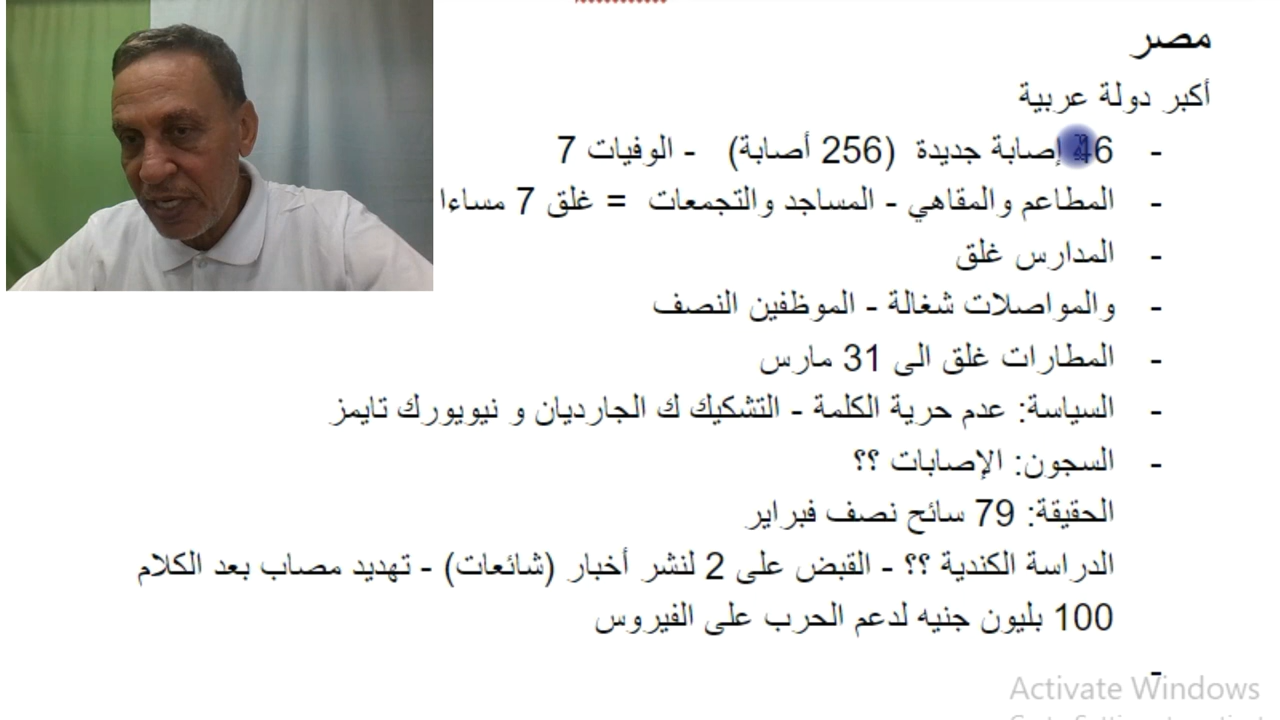 مصر
أكبر دولة عربية
- 46 إصابة جديدة (256 أصابة) - الوفيات 7
- المطاعم والمقاهي - المساجد والتجمعات = غلق 7 مساءا
- المدارس غلق
- والمواصلات شغالة - الموظفين النصف
- المطارات غلق الى 31 مارس
- السياسة: عدم حرية الكلمة - التشكيك ك الجارديان و نيويورك تايمز
- السجون: الإصابات ؟؟
الحقيقة: 79 سائح نصف فبراير
الدراسة الكندية ؟؟ - القبض على 2 لنشر أخبار (شائعات) - تهديد مصاب بعد الكلام
100 بليون جنيه لدعم الحرب على الفيروس
-
Activate Windows